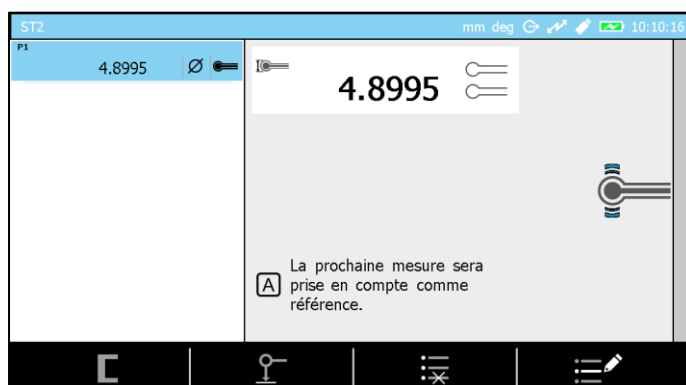 ST2
mm deg
10:10:16
P1
4.8995 Ø
4.8995
A
La prochaine mesure sera
prise en compte comme
référence.